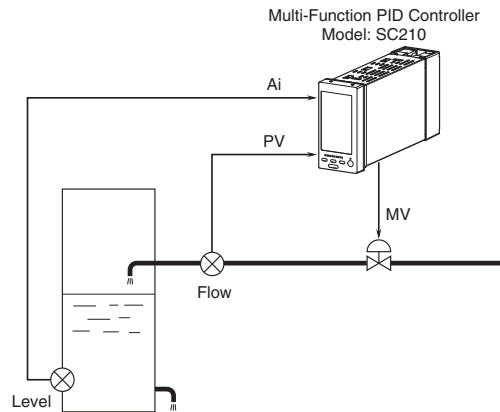 Multi-Function PID Controller
Model: SC210
Ai
PV
MV
Flow
Level